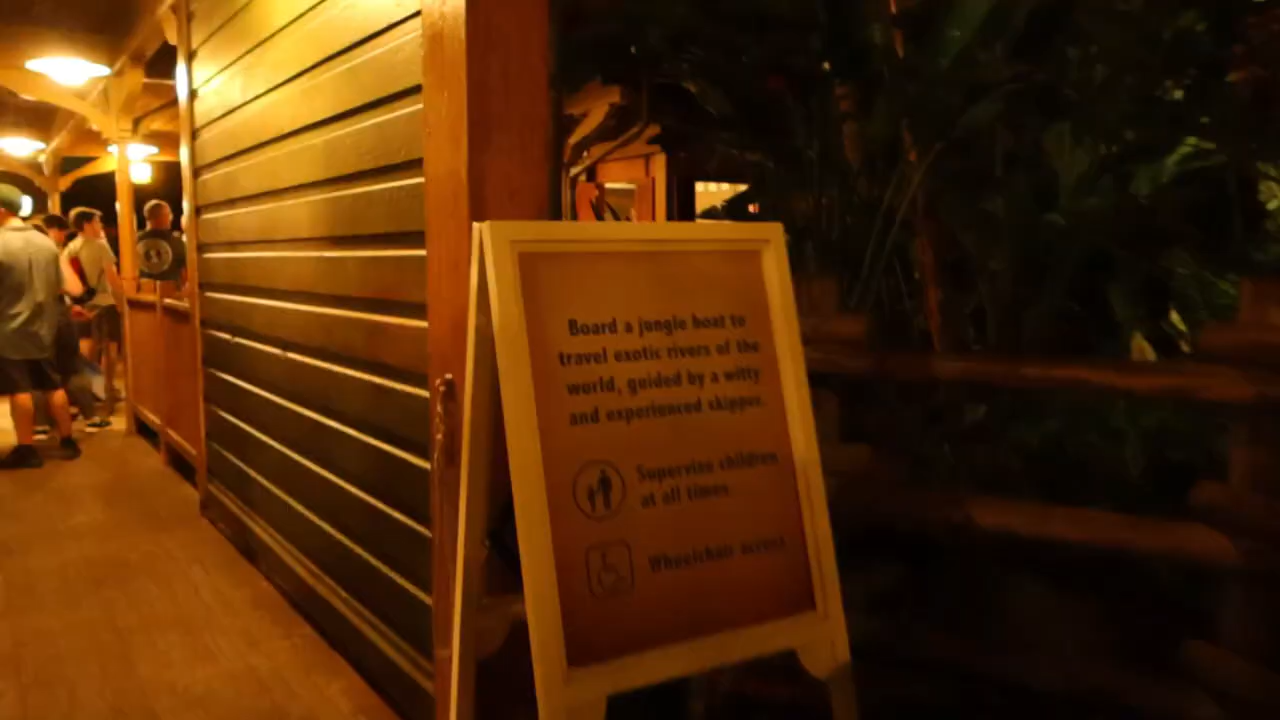 Board a jungle boat to
travel exotic rivers of the
world, guided by a witty
and experienced skipper.
Supervise children
at all times
Wheelchair access